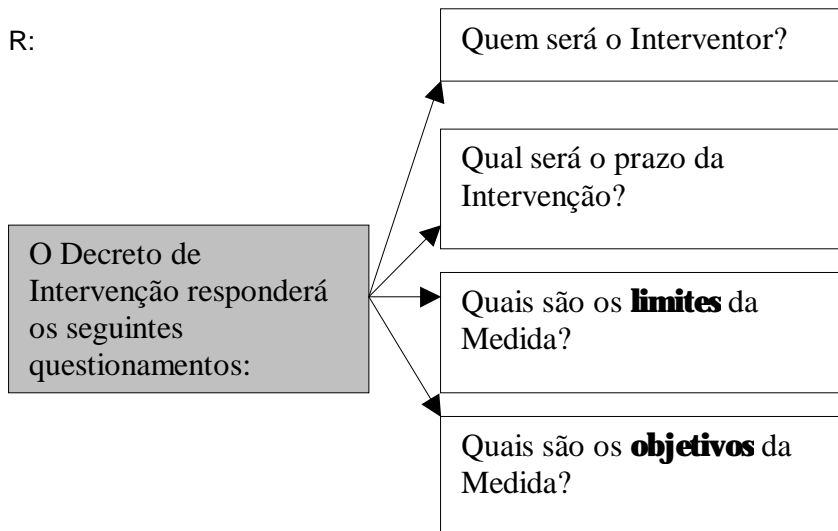 R:
Quem será o Interventor?
Qual será o prazo da
Intervenção?
O Decreto de
Intervenção responderá
os seguintes
questionamentos:
Quais são os limites da
Medida?
Quais são os objetivos da
Medida?